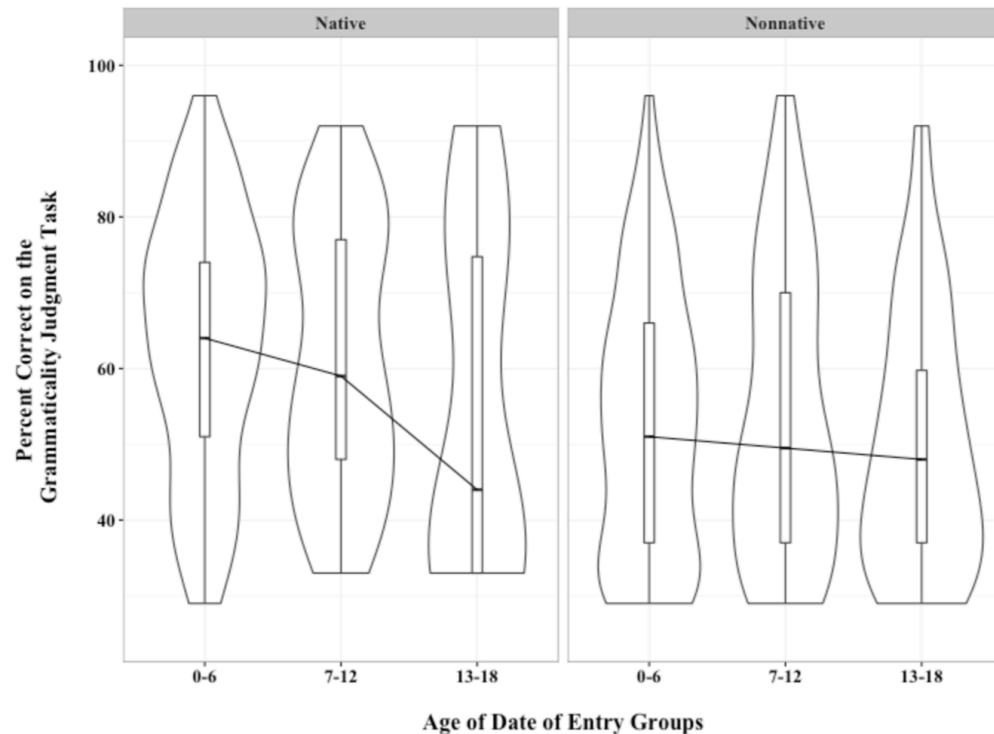 Native
Nonnative
100
80
60
40
Percent Correct on the
Grammaticality Judgment Task
0-6
7-12
13-18
0-6
7-12
13-18
Age of Date of Entry Groups